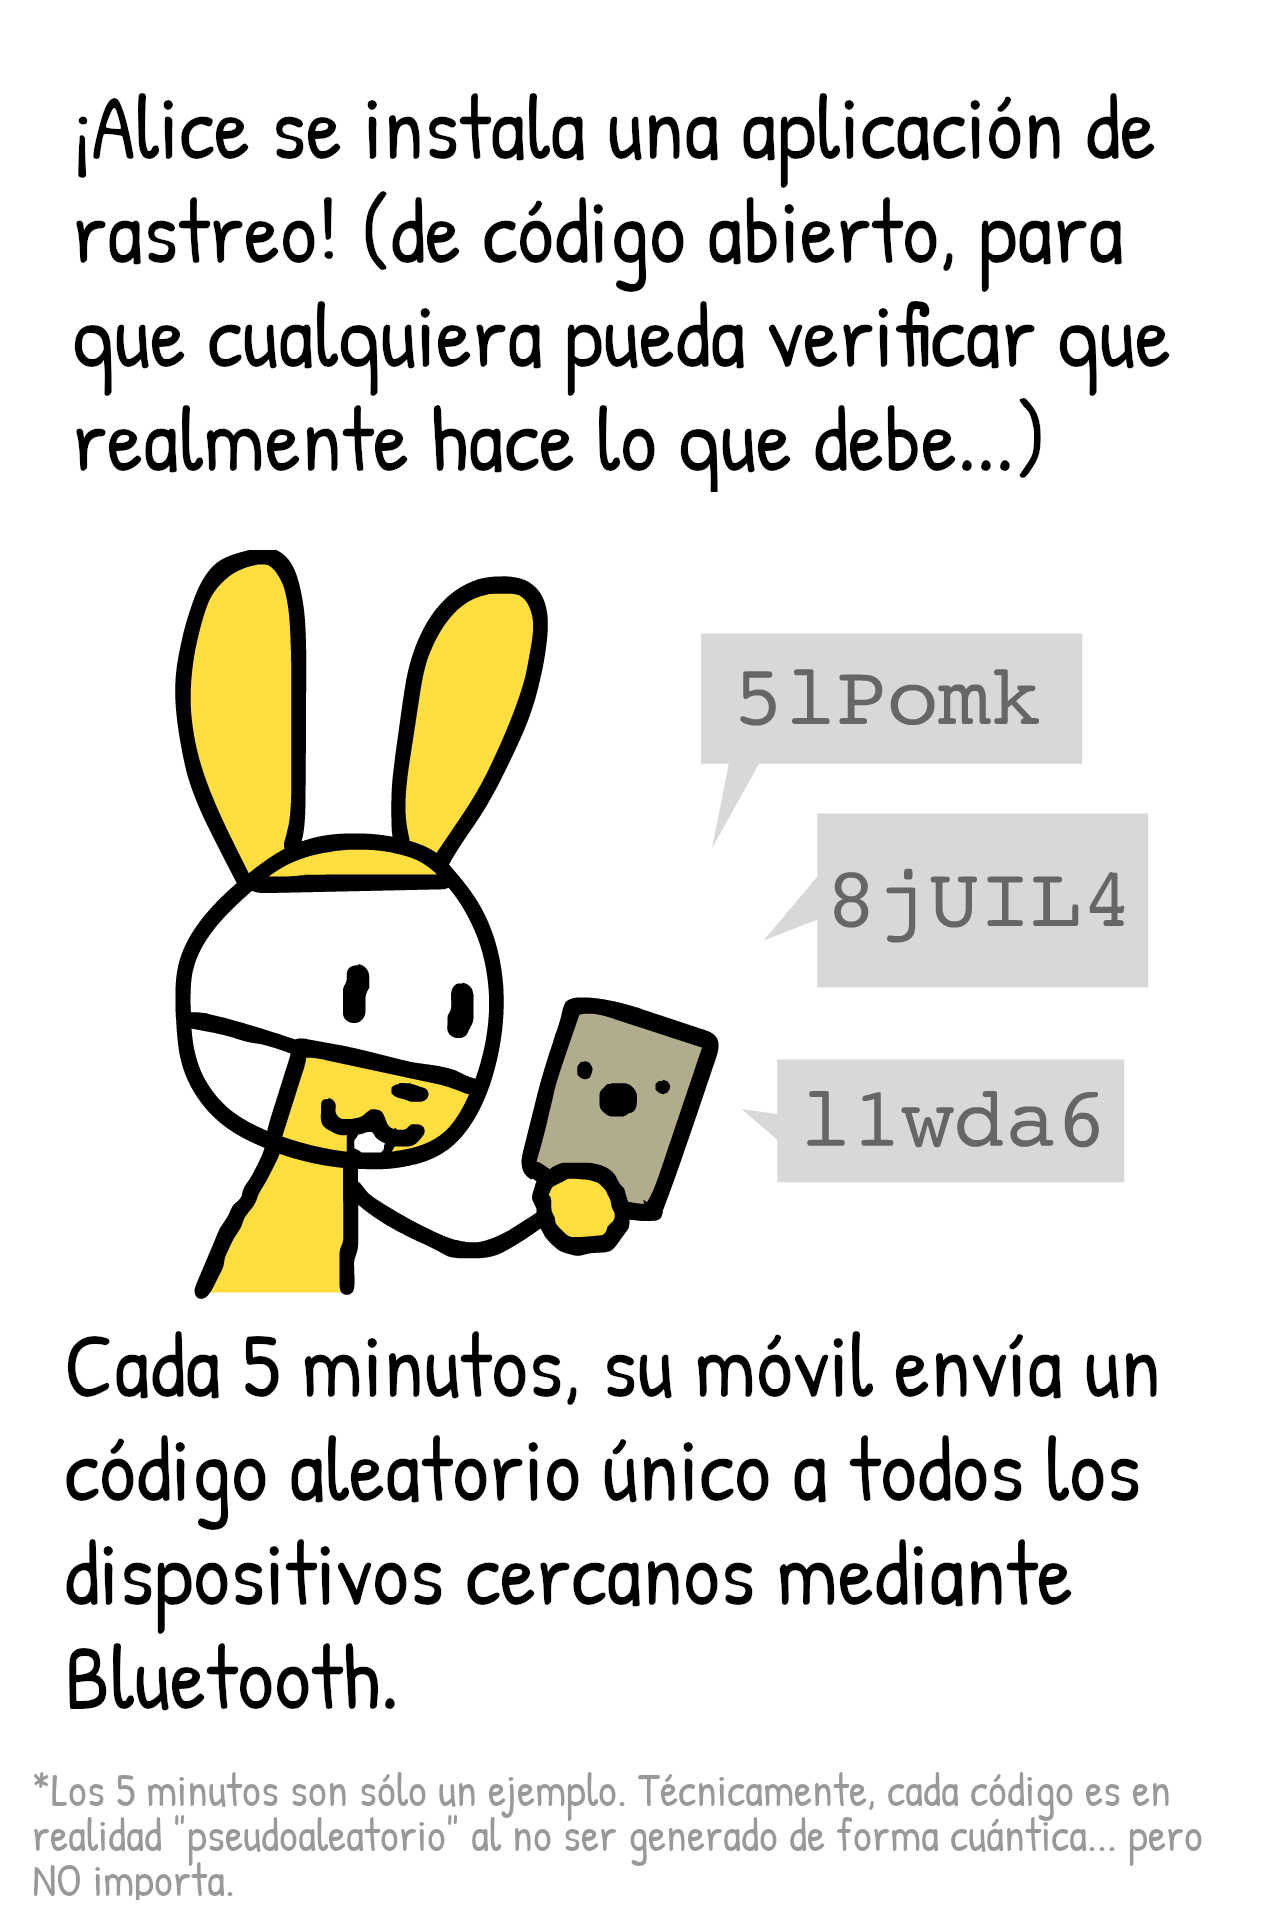 ¡Alice se instala una aplicación de
rastreo! (de código abierto, para
que cualquiera pueda verificar que
realmente hace lo que debe...)
5lPomk
8jUIL4
l1wda6
Cada 5 minutos, su móvil envía un
código aleatorio único a todos los
dispositivos cercanos mediante
Bluetooth.
*Los 5 minutos son sólo un ejemplo. Técnicamente, cada código es en
realidad "pseudoaleatorio" al no ser generado de forma cuántica... pero
NO importa.